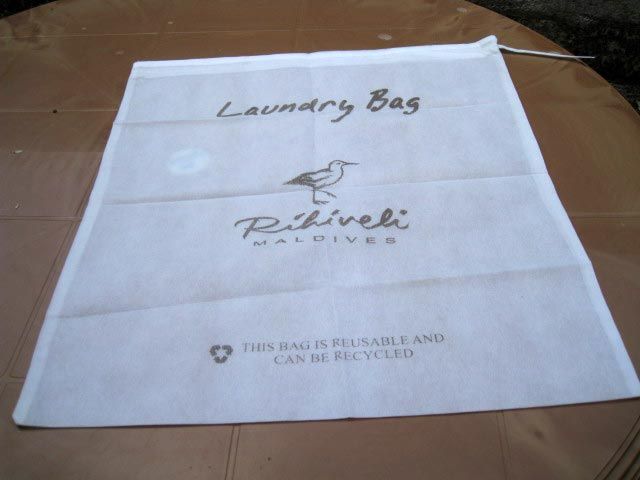 Laundry Bag
Rihiveli
MALDIVES
THIS BAG IS REUSABLE AND
CAN BE RECYCLED